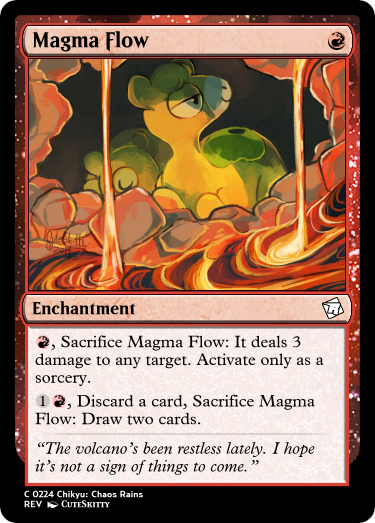 Magma Flow
Enchantment
, Sacrifice Magma Flow: It deals 3
damage to any target. Activate only as a
sorcery.
1 , Discard a card, Sacrifice Magma
Flow: Draw two cards.
“The volcano’s been restless lately. I hope
it’s not a sign of things to come.”
C 0224 Chikyu: Chaos Rains
REV CuteSkitty